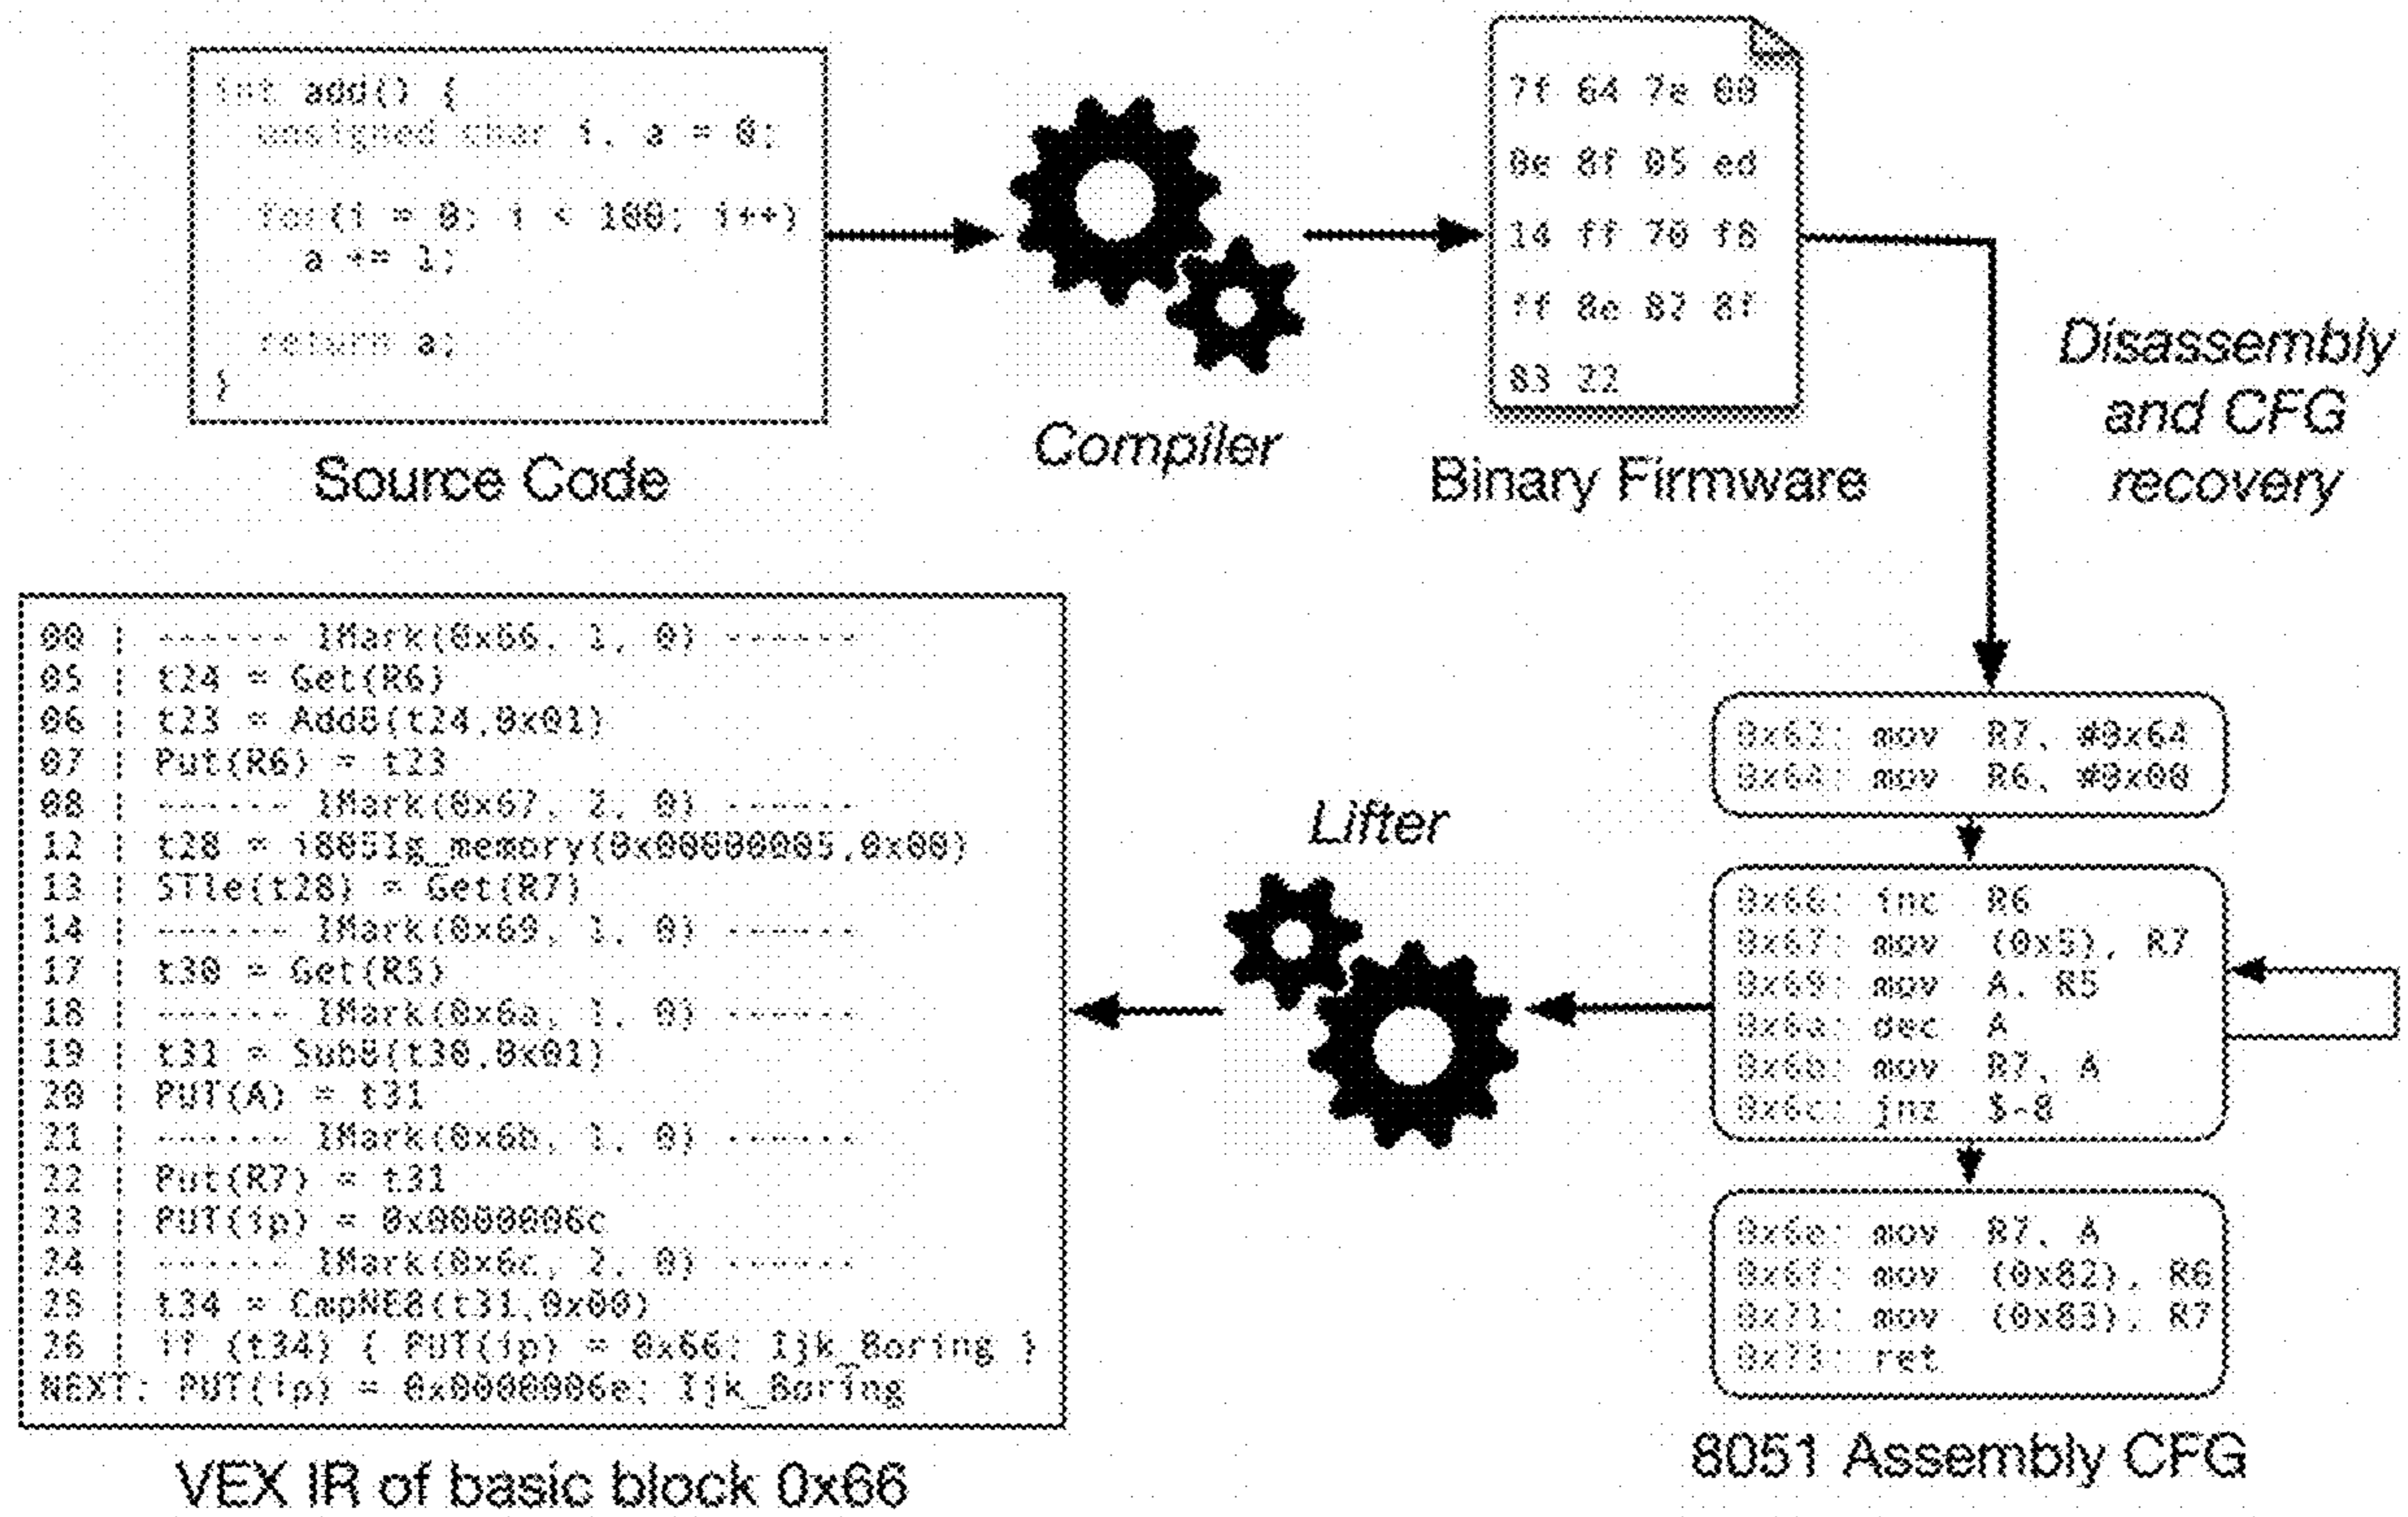 int add() {
unsigned char i, a = 0;
for(i = 0; i < 100; i++)
a += 1;
return a;
}
Source Code
Compiler
7f 64 7e 00
0e 8f 05 ed
14 ff 70 f8
ff 8e 82 8f
83 22
Binary Firmware
Disassembly
and CFG
recovery
0x62: mov R7, #0x64
0x64: mov R6, #0x00
0x66: inc R6
0x67: mov (0x5), R7
0x69: mov A, R5
0x6a: dec A
0x6b: mov R7, A
0x6c: jnz $-8
0x6e: mov R7, A
0x6f: mov (0x82), R6
0x71: mov (0x83), R7
0x73: ret
8051 Assembly CFG
Lifter
00 | ------ IMark(0x66, 1, 0) ------
05 | t24 = Get(R6)
06 | t23 = Add8(t24,0x01)
07 | Put(R6) = t23
08 | ------ IMark(0x67, 2, 0) ------
12 | t28 = i8051g_memory(0x00000005,0x00)
13 | STle(t28) = Get(R7)
14 | ------ IMark(0x69, 1, 0) ------
17 | t30 = Get(R5)
18 | ------ IMark(0x6a, 1, 0) ------
19 | t31 = Sub8(t30,0x01)
20 | PUT(A) = t31
21 | ------ IMark(0x6b, 1, 0) ------
22 | Put(R7) = t31
23 | PUT(ip) = 0x0000006c
24 | ------ IMark(0x6c, 2, 0) ------
25 | t34 = CmpNE8(t31,0x00)
26 | if (t34) { PUT(ip) = 0x66; Ijk_Boring }
NEXT: PUT(ip) = 0x0000006e; Ijk_Boring
VEX IR of basic block 0x66